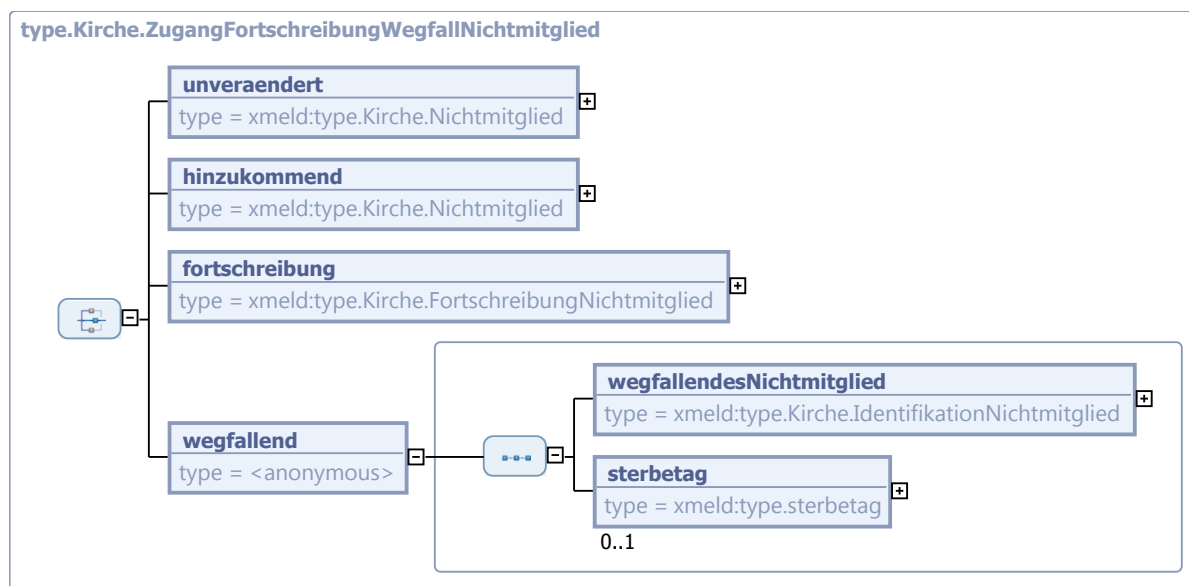 type.Kirche.ZugangFortschreibungWegfallNichtmitglied
unveraendert
type = xmeld:type.Kirche.Nichtmitglied
hinzukommend
type = xmeld:type.Kirche.Nichtmitglied
fortschreibung
type = xmeld:type.Kirche.FortschreibungNichtmitglied
wegfallend
type = <anonymous>
wegfallendesNichtmitglied
type = xmeld:type.Kirche.IdentifikationNichtmitglied
sterbetag
type = xmeld:type.sterbetag
0..1